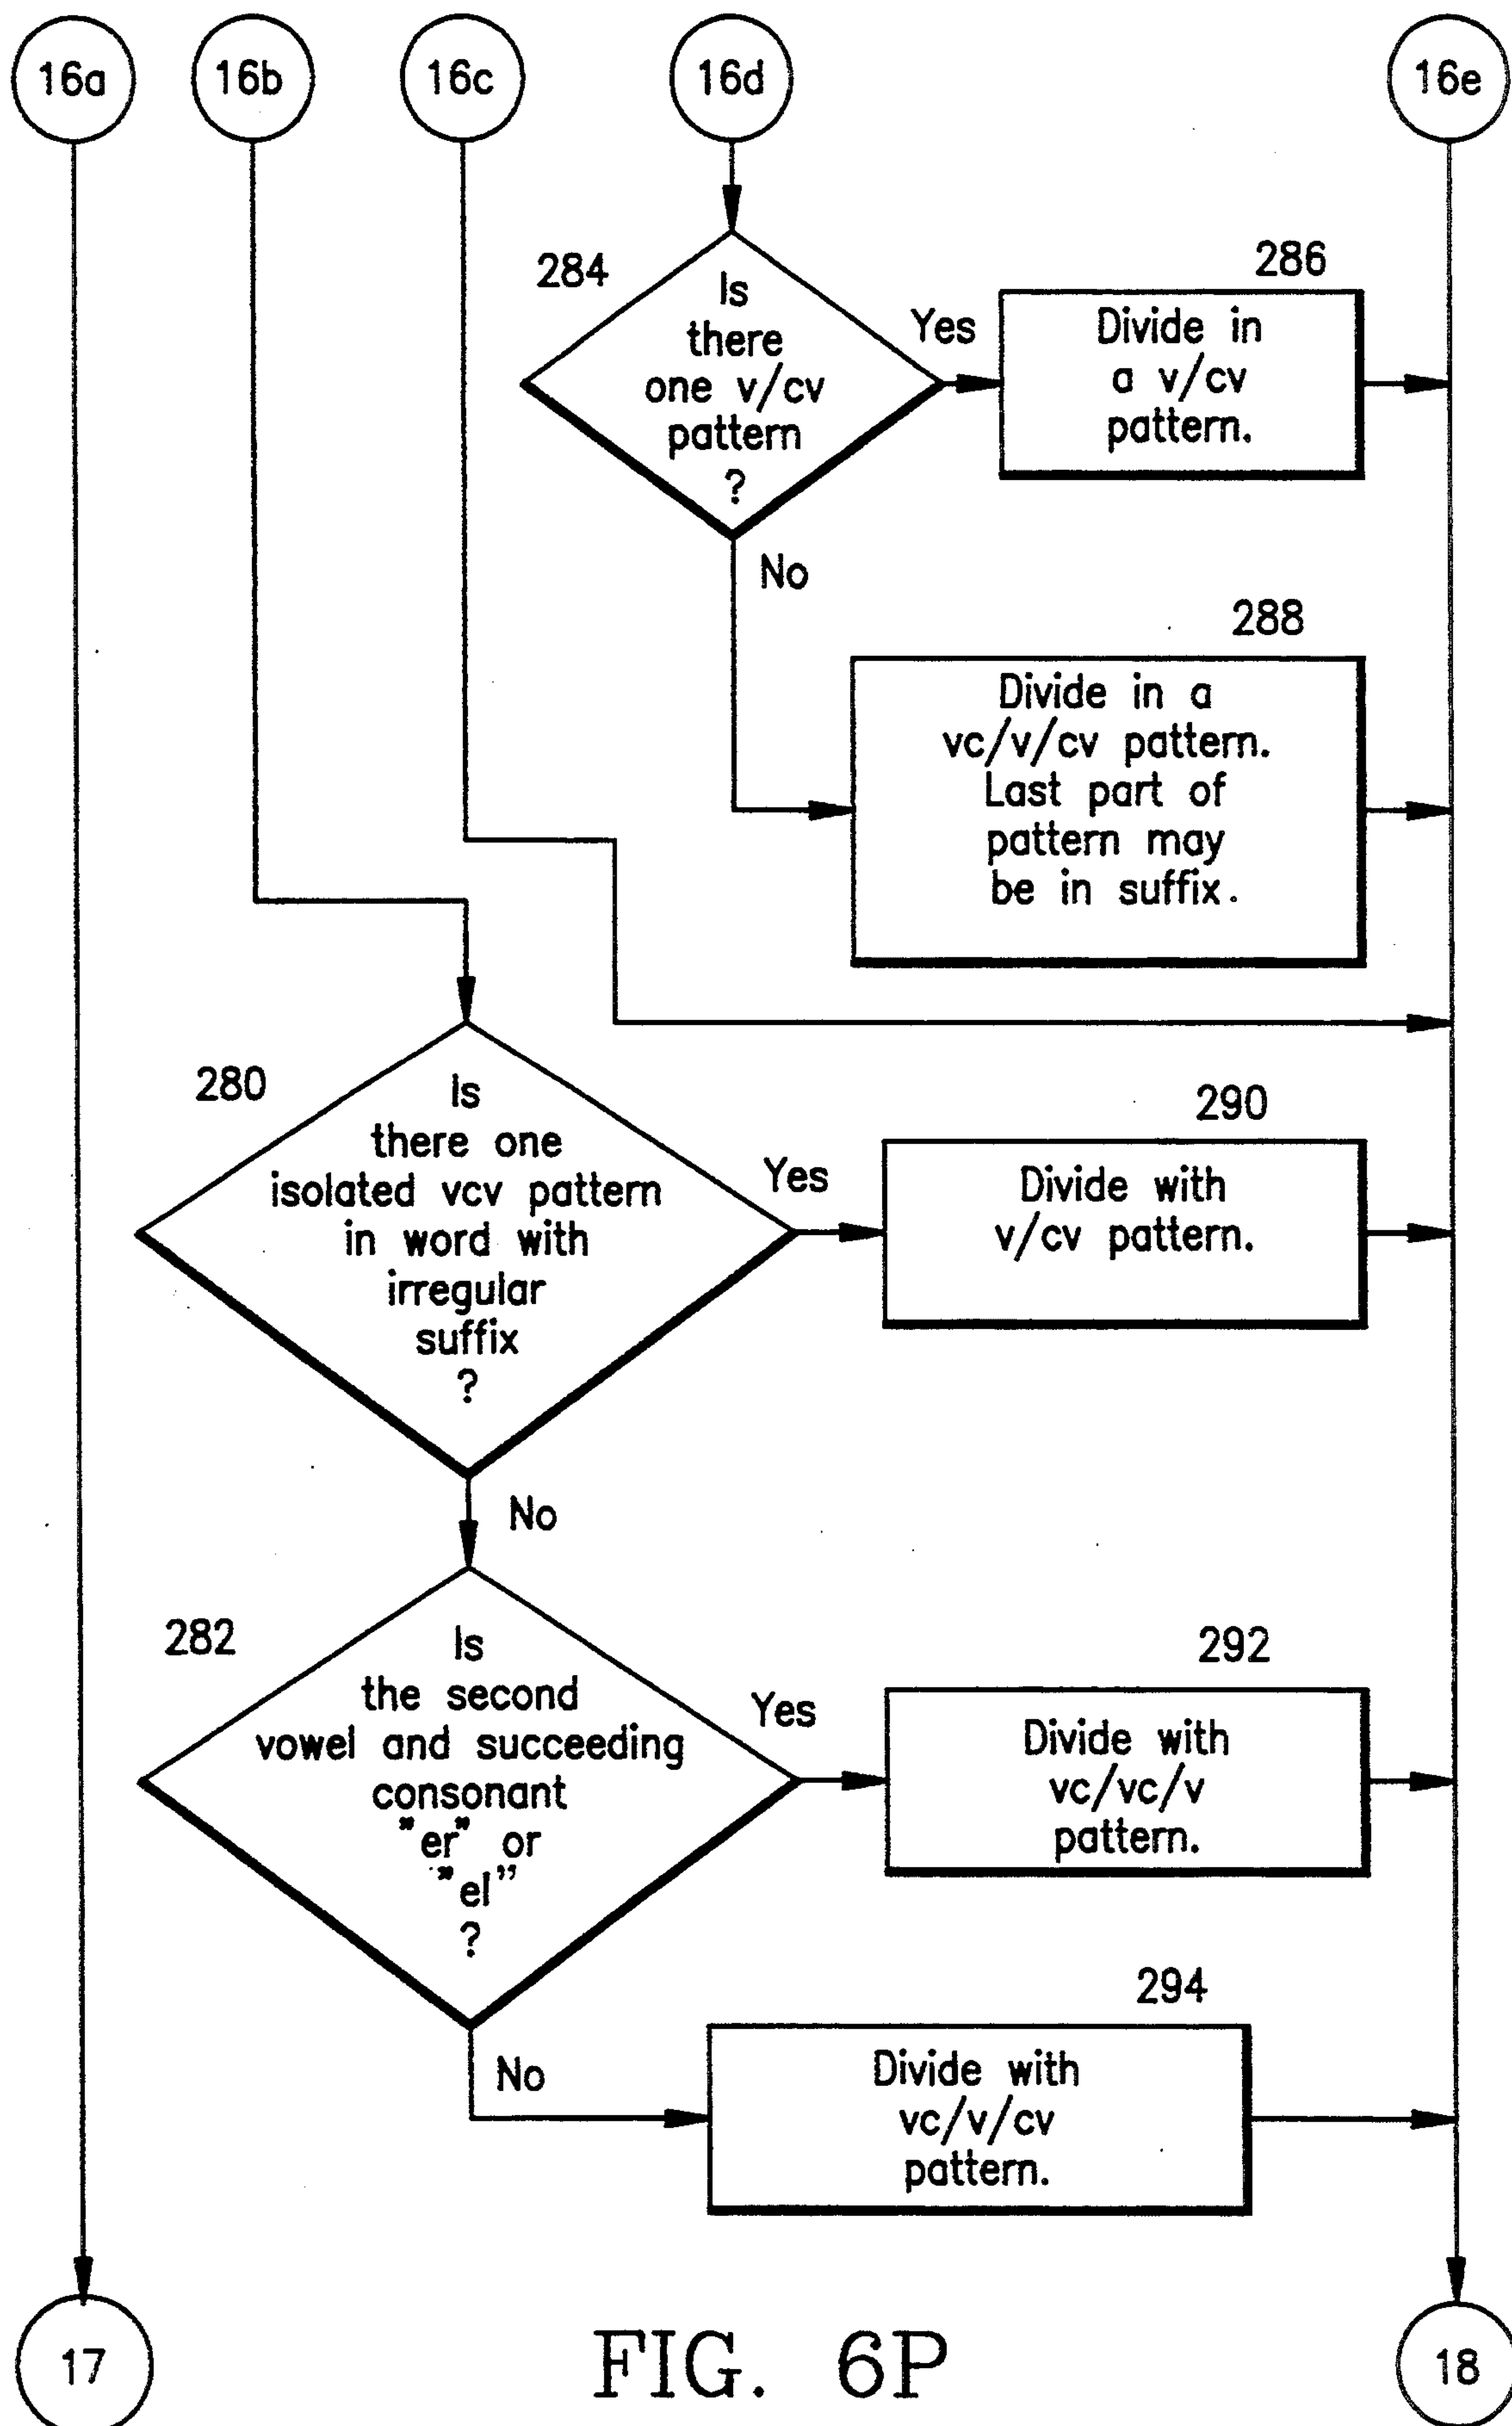 16a
16b
16c
16d
16e
284
Is
there
one v/cv
pattern
?
Yes
286
Divide in
a v/cv
pattern.
No
288
Divide in a
vc/v/cv pattern.
Last part of
pattern may
be in suffix.
280
Is
there one
isolated vcv pattern
in word with
irregular
suffix
?
Yes
290
Divide with
v/cv pattern.
No
282
Is
the second
vowel and succeeding
consonant
"er" or
"el"
?
Yes
292
Divide with
vc/vc/v
pattern.
No
294
Divide with
vc/v/cv
pattern.
17
FIG. 6P
18